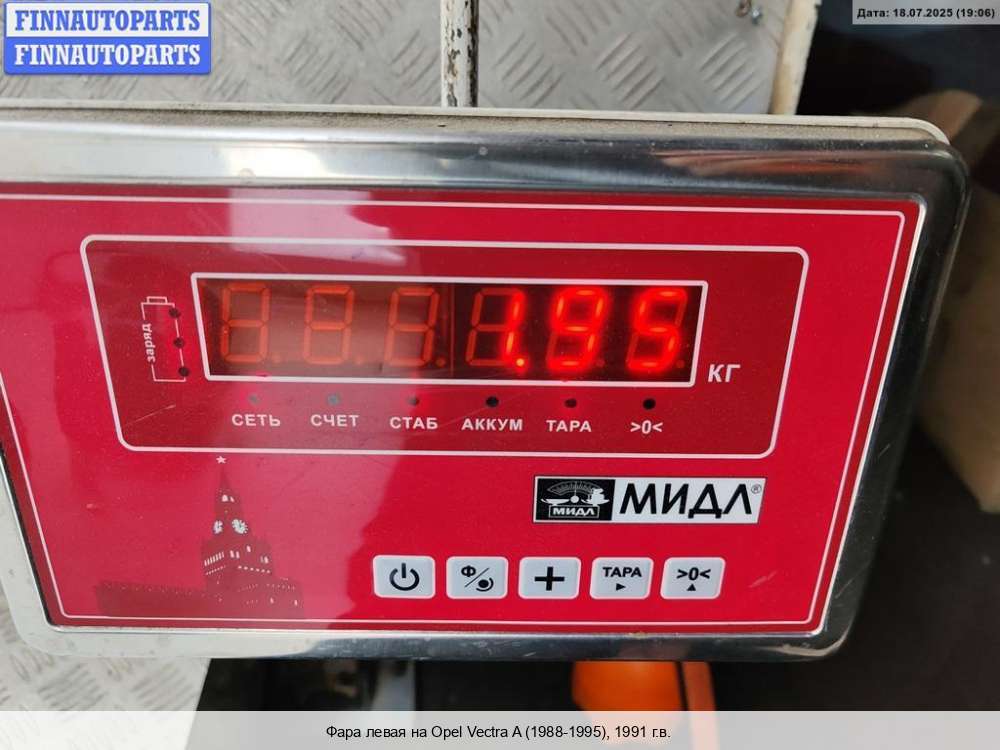 FINNAUTOPARTS
FINNAUTOPARTS
Дата: 18.07.2025 (19:06)
заряд
1.95
КГ
СЕТЬ СЧЕТ СТАБ АККУМ ТАРА >0<
МИДЛ МИДЛ®
Ф + ТАРА >0<
Фара левая на Opel Vectra A (1988-1995), 1991 г.в.